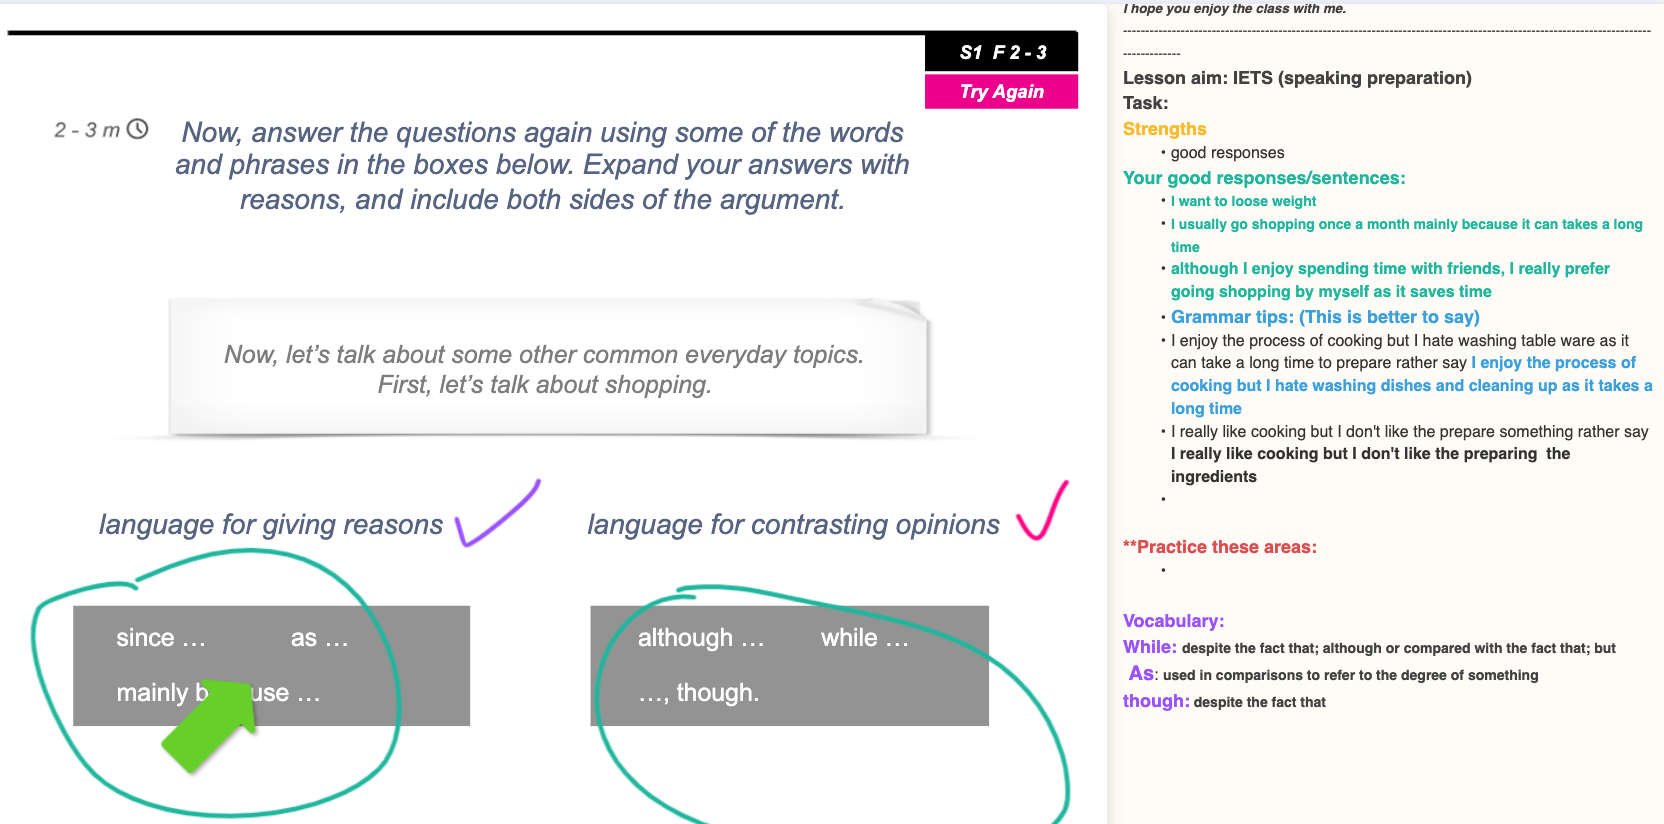 S1 F 2 - 3
Try Again
2 - 3 m
Now, answer the questions again using some of the words
and phrases in the boxes below. Expand your answers with
reasons, and include both sides of the argument.
Now, let's talk about some other common everyday topics.
First, let's talk about shopping.
language for giving reasons
language for contrasting opinions
since … as …
mainly because …
although … while …
…, though.
I hope you enjoy the class with me.
------------------------------------------------------------------------------------------------------------------------
-------------
Lesson aim: IETS (speaking preparation)
Task:
Strengths
• good responses
Your good responses/sentences:
• I want to loose weight
• I usually go shopping once a month mainly because it can takes a long
time
• although I enjoy spending time with friends, I really prefer
going shopping by myself as it saves time
• Grammar tips: (This is better to say)
• I enjoy the process of cooking but I hate washing table ware as it
can take a long time to prepare rather say I enjoy the process of
cooking but I hate washing dishes and cleaning up as it takes a
long time
• I really like cooking but I don't like the prepare something rather say
I really like cooking but I don't like the preparing the
ingredients
•
**Practice these areas:
•
Vocabulary:
While: despite the fact that; although or compared with the fact that; but
As: used in comparisons to refer to the degree of something
though: despite the fact that